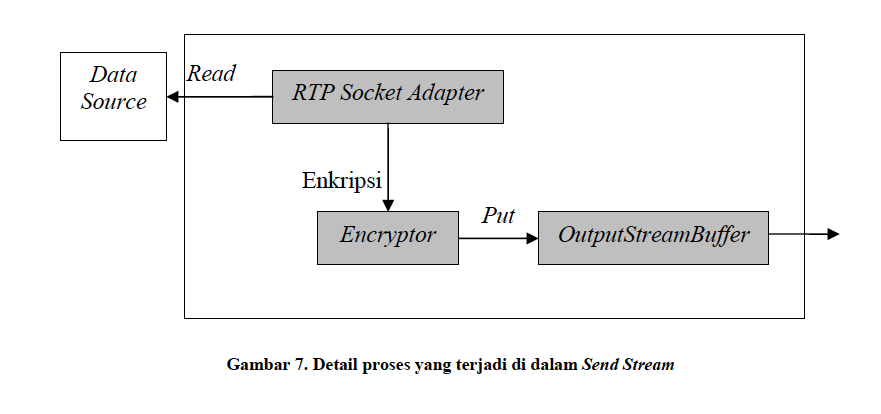 Data
Source
Read
RTP Socket Adapter
Enkripsi
Encryptor
Put
OutputStreamBuffer
Gambar 7. Detail proses yang terjadi di dalam Send Stream